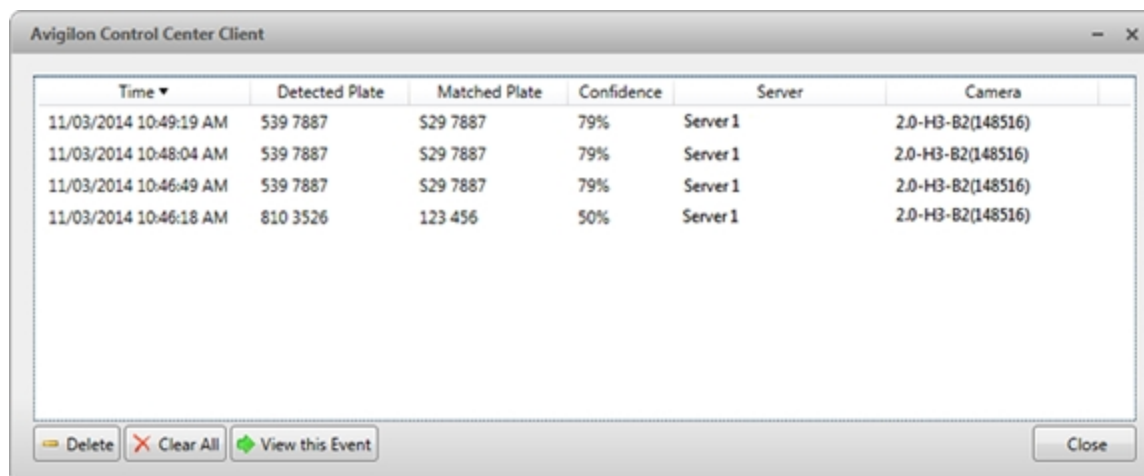 Avigilon Control Center Client
Time Detected Plate Matched Plate Confidence Server Camera
11/03/2014 10:49:19 AM 539 7887 S29 7887 79% Server 1 2.0-H3-B2(148516)
11/03/2014 10:48:04 AM 539 7887 S29 7887 79% Server 1 2.0-H3-B2(148516)
11/03/2014 10:46:49 AM 539 7887 S29 7887 79% Server 1 2.0-H3-B2(148516)
11/03/2014 10:46:18 AM 810 3526 123 456 50% Server 1 2.0-H3-B2(148516)
Delete Clear All View this Event Close